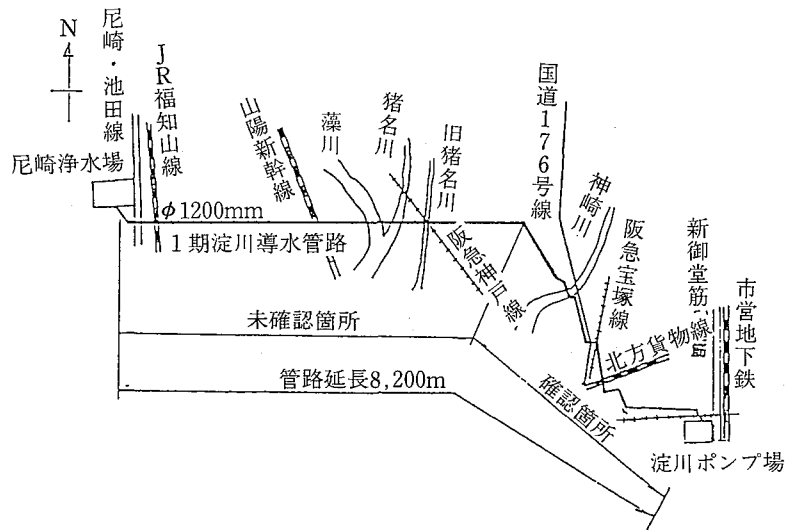 N
尼崎・池田線
JR福知山線
山陽新幹線
藻川
猪名川
旧猪名川
国道176号線
神崎川
阪急宝塚線
新御堂筋
市営地下鉄
尼崎浄水場
φ1200mm
1期淀川導水管路
阪急神戸線
北方貨物線
未確認箇所
管路延長8,200m
確認箇所
淀川ポンプ場